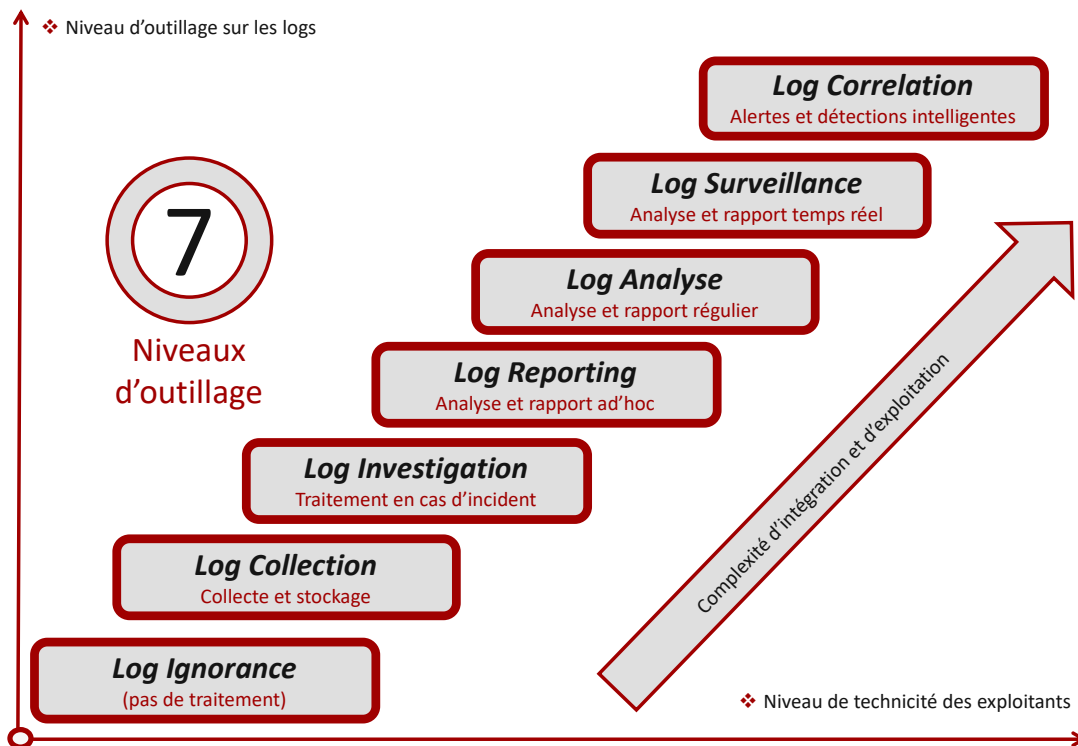 ❖ Niveau d’outillage sur les logs
Log Correlation
Alertes et détections intelligentes
Log Surveillance
Analyse et rapport temps réel
7
Niveaux
d’outillage
Log Analyse
Analyse et rapport régulier
Log Reporting
Analyse et rapport ad’hoc
Log Investigation
Traitement en cas d’incident
Log Collection
Collecte et stockage
Log Ignorance
(pas de traitement)
Complexité d’intégration et d’exploitation
❖ Niveau de technicité des exploitants